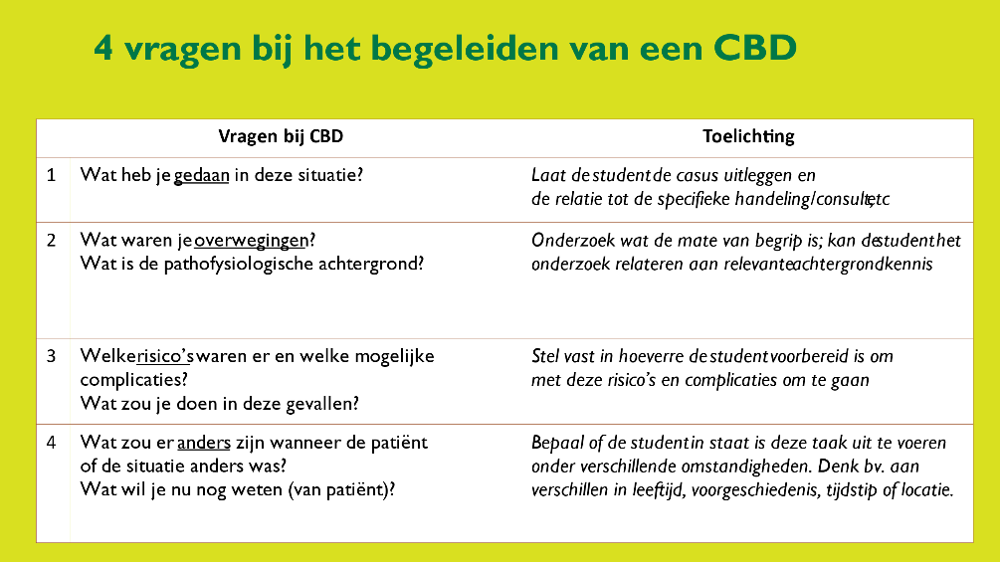 4 vragen bij het begeleiden van een CBD
Vragen bij CBD Toelichting
1 Wat heb je gedaan in deze situatie? Laat de student de casus uitleggen en
de relatie tot de specifieke handeling/consult,etc
2 Wat waren je overwegingen? Onderzoek wat de mate van begrip is; kan de student het
Wat is de pathofysiologische achtergrond? onderzoek relateren aan relevante achtergrondkennis
3 Welke risico's waren er en welke mogelijke Stel vast in hoeverre de student voorbereid is om
complicaties? met deze risico's en complicaties om te gaan
Wat zou je doen in deze gevallen?
4 Wat zou er anders zijn wanneer de patiënt Bepaal of de student in staat is deze taak uit te voeren
of de situatie anders was? onder verschillende omstandigheden. Denk bv. aan
Wat wil je nu nog weten (van patiënt)? verschillen in leeftijd, voorgeschiedenis, tijdstip of locatie.